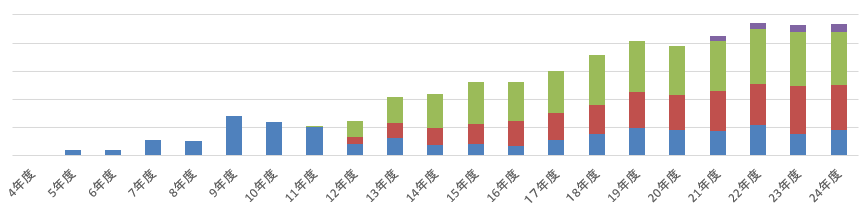 4年度
5年度
6年度
7年度
8年度
9年度
10年度
11年度
12年度
13年度
14年度
15年度
16年度
17年度
18年度
19年度
20年度
21年度
22年度
23年度
24年度